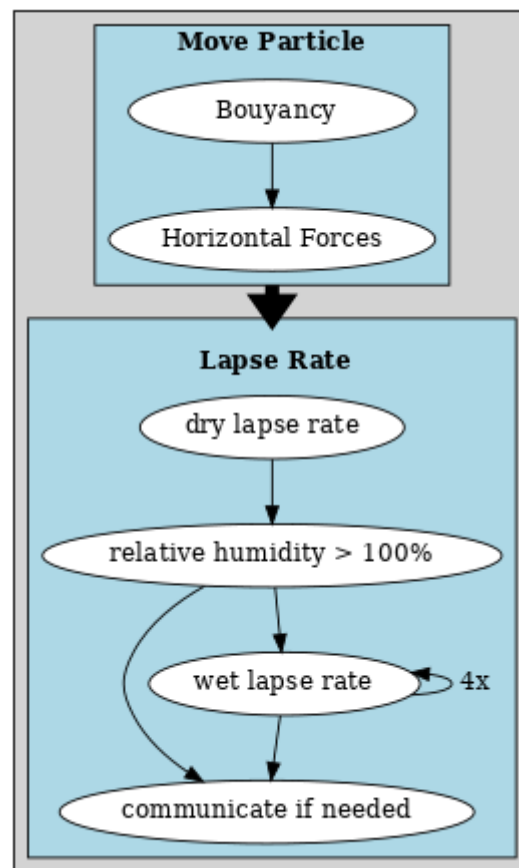 Move Particle
Bouyancy
Horizontal Forces
Lapse Rate
dry lapse rate
relative humidity > 100%
wet lapse rate
4x
communicate if needed